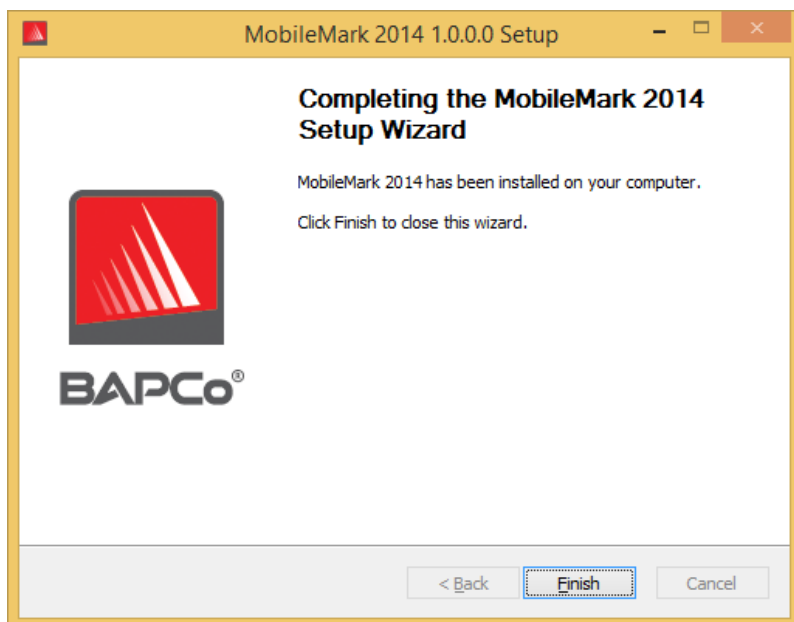 MobileMark 2014 1.0.0.0 Setup
Completing the MobileMark 2014
Setup Wizard
MobileMark 2014 has been installed on your computer.
Click Finish to close this wizard.
BAPCo®
< Back
Finish
Cancel